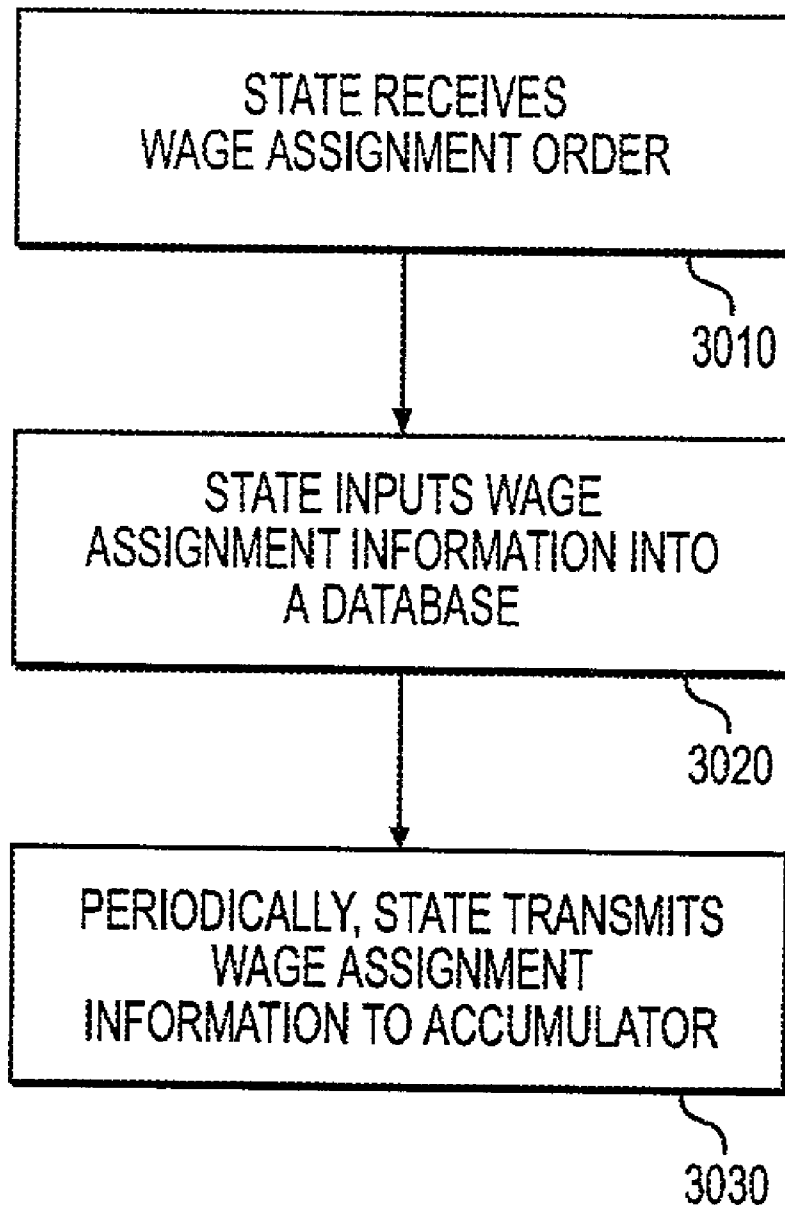 STATE RECEIVES
WAGE ASSIGNMENT ORDER
3010
STATE INPUTS WAGE
ASSIGNMENT INFORMATION INTO
A DATABASE
3020
PERIODICALLY, STATE TRANSMITS
WAGE ASSIGNMENT
INFORMATION TO ACCUMULATOR
3030